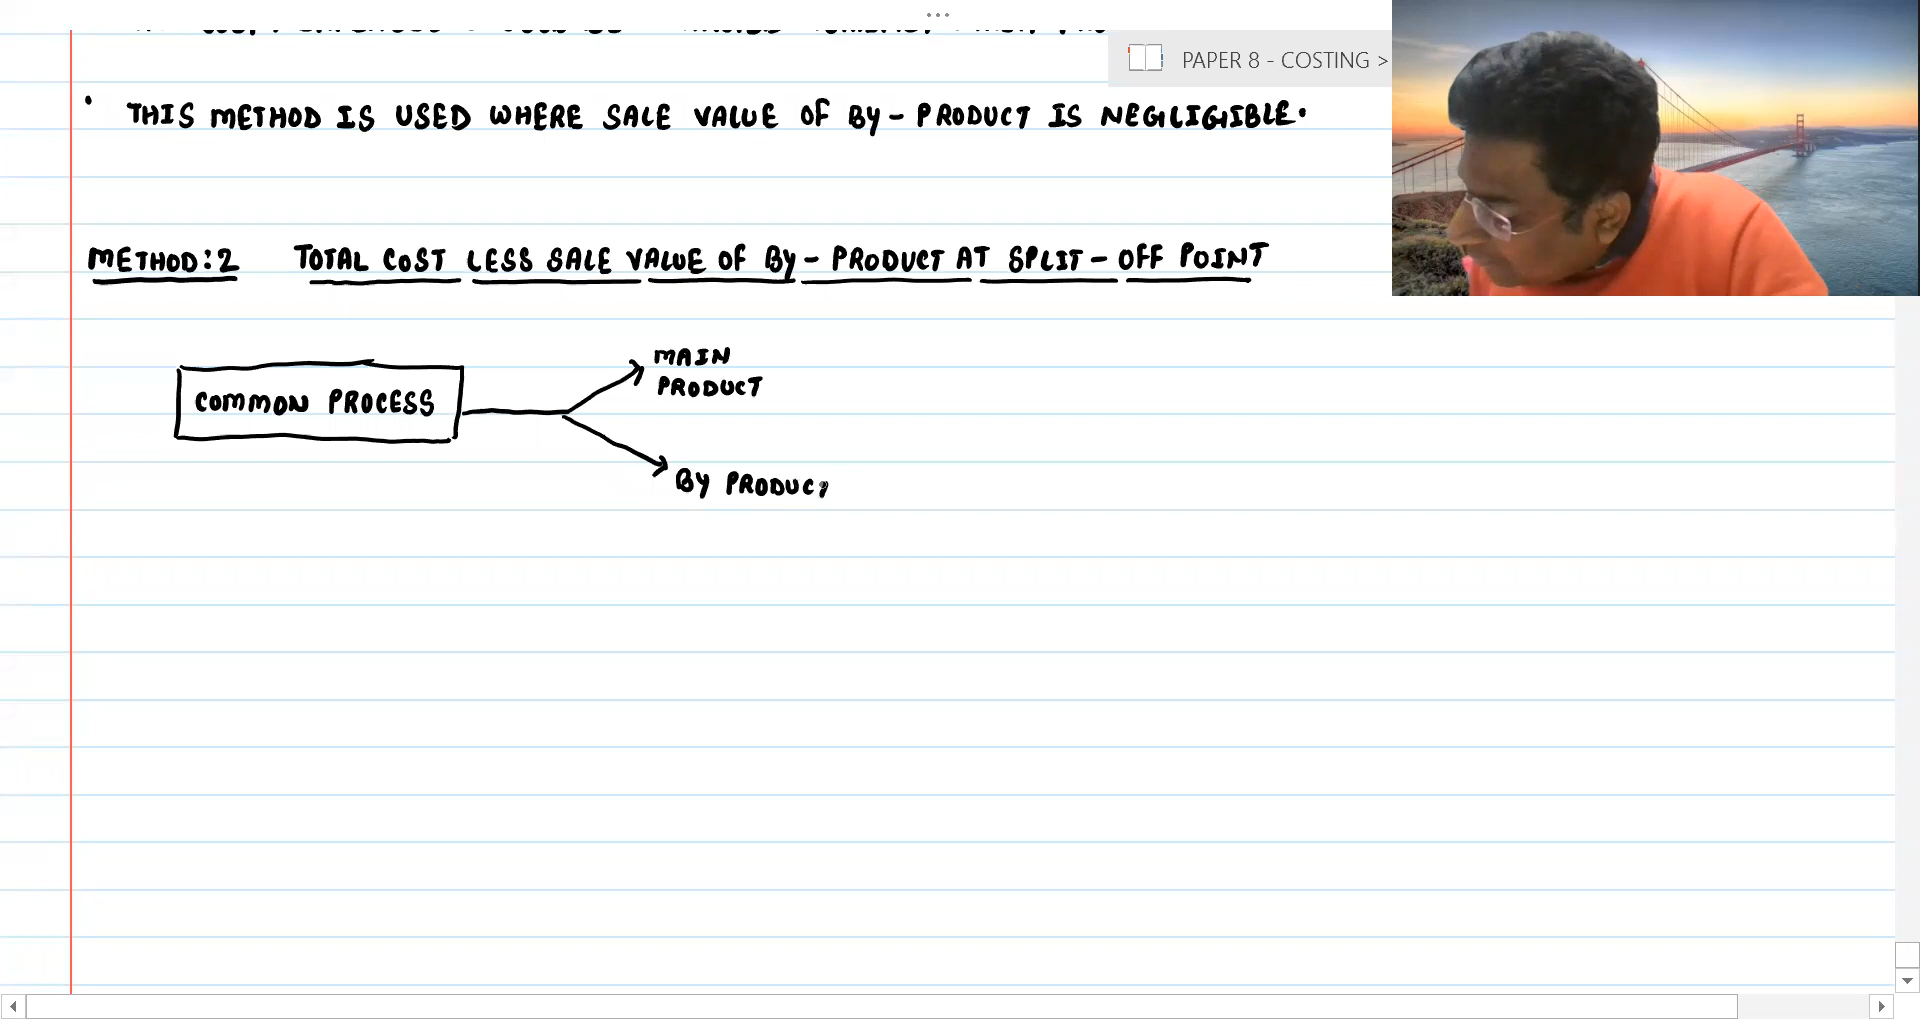 PAPER 8 - COSTING >
• THIS METHOD IS USED WHERE SALE VALUE OF BY-PRODUCT IS NEGLIGIBLE.
METHOD:2 TOTAL COST LESS SALE VALUE OF BY-PRODUCT AT SPLIT-OFF POINT
MAIN
PRODUCT
COMMON PROCESS
BY PRODUCT